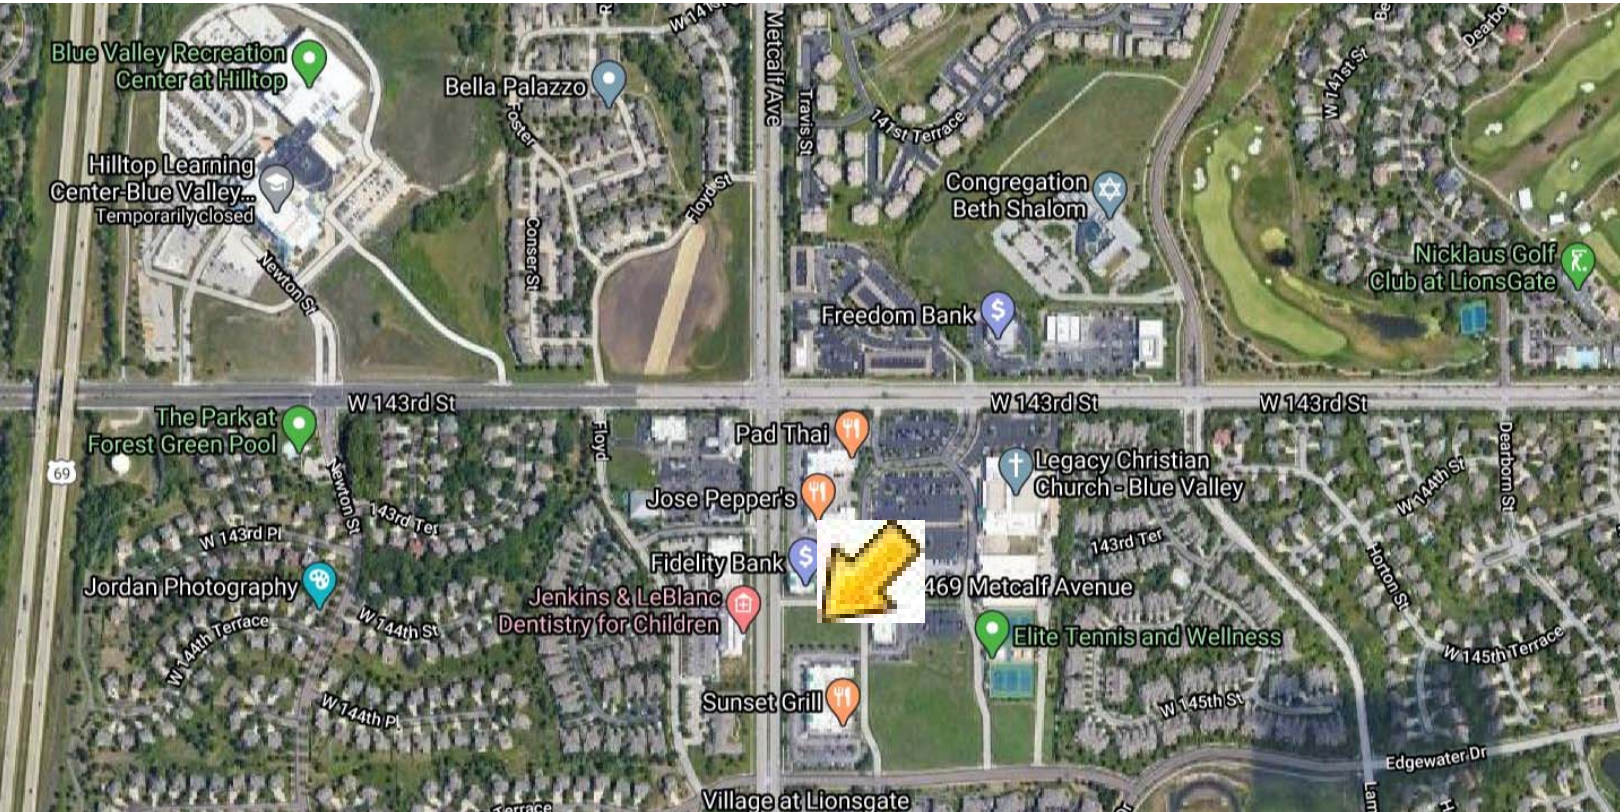 Blue Valley Recreation
Center at Hilltop
Bella Palazzo
W 141st S
Metcalf Ave
Travis St
141st Terrace
W 141st St
Dearbo
Be
Foster
Hilltop Learning
Center-Blue Valley...
Temporarily closed
Newton St
Conser St
Floyd St
Congregation
Beth Shalom
Nicklaus Golf
Club at LionsGate
Freedom Bank
W 143rd St
W 143rd St
W 143rd St
The Park at
Forest Green Pool
Floyd
Pad Thai
Legacy Christian
Church - Blue Valley
W 144th St
Dearborn St
69
Newton St
143rd Ter
W 143rd Pl
Jose Pepper's
143rd Ter
Fidelity Bank
Jordan Photography
Jenkins & LeBlanc
Dentistry for Children
469 Metcalf Avenue
Horton St
W 144th Terrace
W 144th St
Elite Tennis and Wellness
W 145th Terrace
W 144th Pl
Sunset Grill
W 145th St
Edgewater Dr
Village at Lionsgate
Terrace
Lam
H